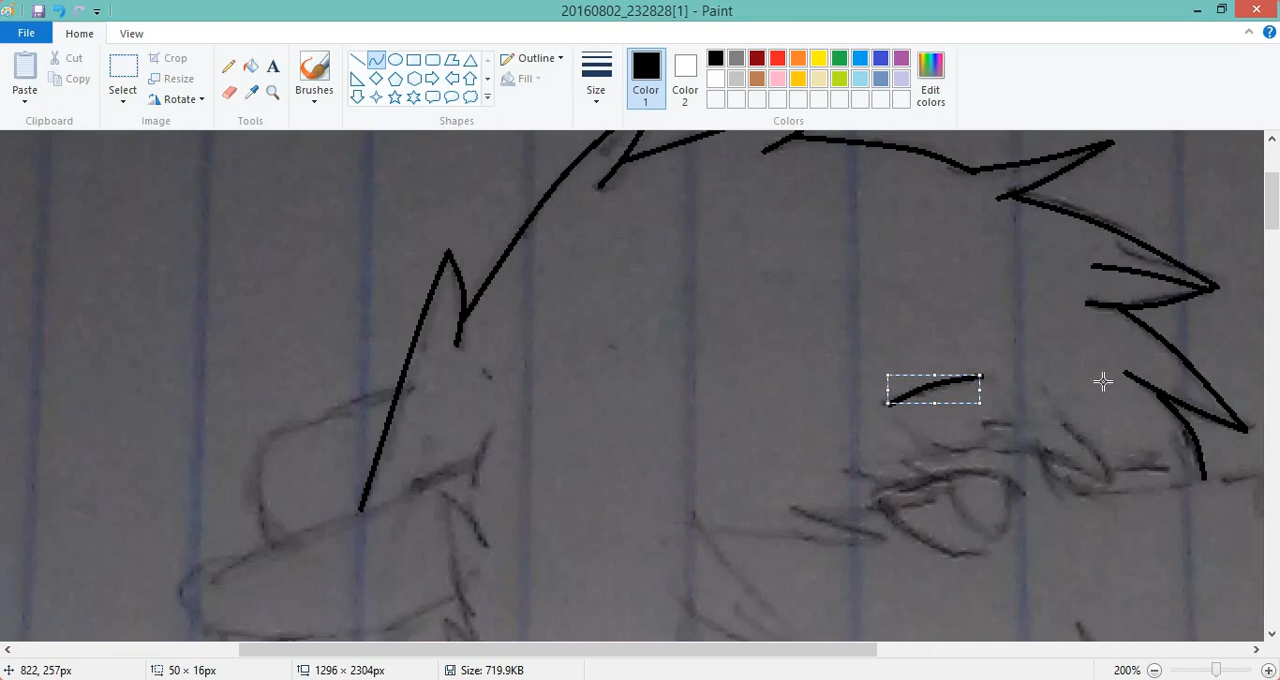 20160802_232828[1] - Paint
File
Home
View
Paste
Cut
Copy
Clipboard
Select
Crop
Resize
Rotate
Image
A
Tools
Brushes
Outline
Fill
Shapes
Size
Color
1
Color
2
Edit
colors
Colors
822, 257px
50 × 16px
1296 × 2304px
Size: 719.9KB
200%